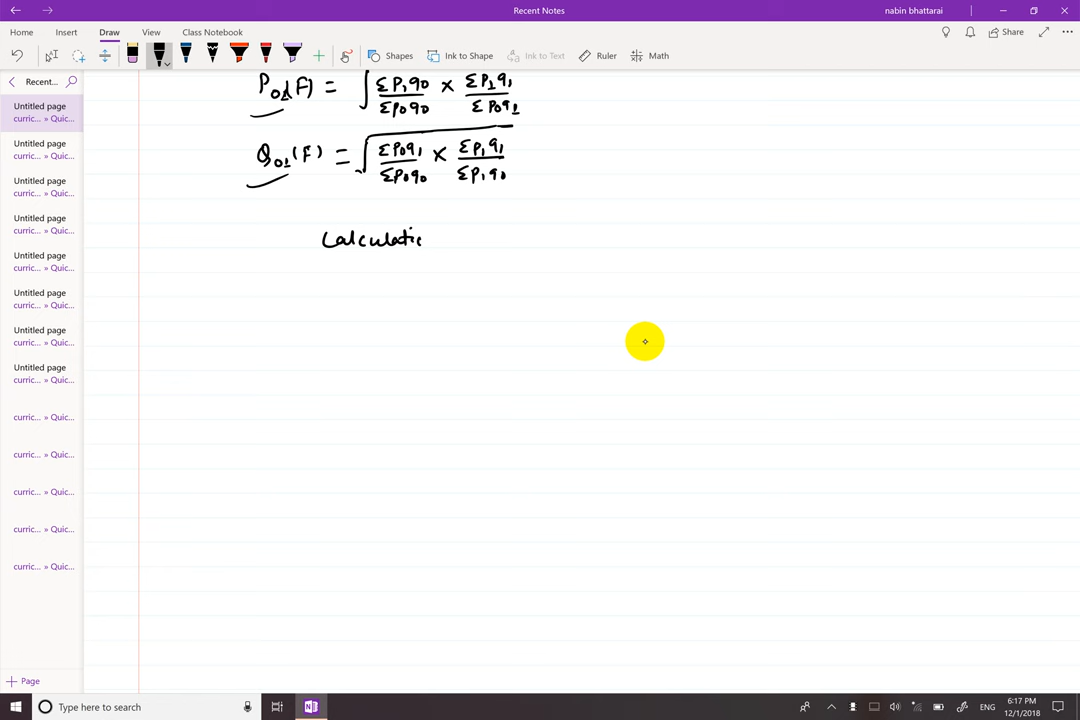 Recent Notes
nabin bhattarai
Home Insert Draw View Class Notebook
Share
Shapes Ink to Shape Ink to Text Ruler Math
Recent...
Untitled page
curric... » Quic...
Untitled page
curric... » Quic...
Untitled page
curric... » Quic...
Untitled page
curric... » Quic...
Untitled page
curric... » Quic...
Untitled page
curric... » Quic...
Untitled page
curric... » Quic...
Untitled page
curric... » Quic...
curric... » Quic...
curric... » Quic...
curric... » Quic...
curric... » Quic...
curric... » Quic...
P₀₁(F) = √ ΣP₁q₀/ΣP₀q₀ × ΣP₁q₁/ΣP₀q₁
Q₀₁(F) = √ ΣP₀q₁/ΣP₀q₀ × ΣP₁q₁/ΣP₁q₀
Calculatio
+ Page
Type here to search
ENG
6:17 PM
12/1/2018